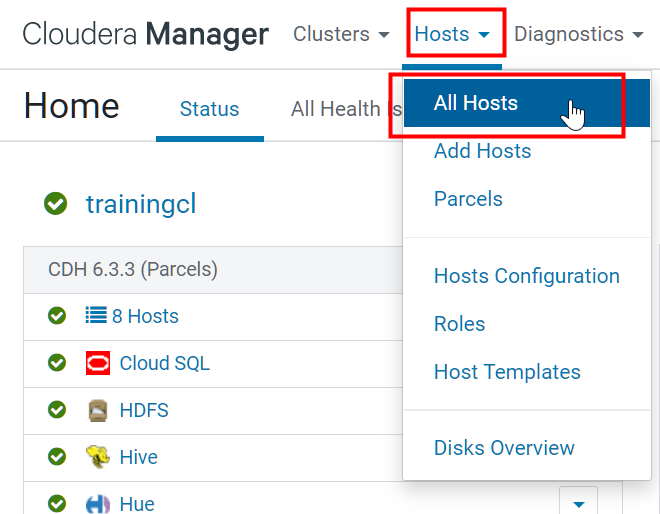 Cloudera Manager Clusters Hosts Diagnostics
Home Status All Health Is
All Hosts
Add Hosts
Parcels
Hosts Configuration
Roles
Host Templates
Disks Overview
trainingcl
CDH 6.3.3 (Parcels)
8 Hosts
Cloud SQL
HDFS
Hive
Hue